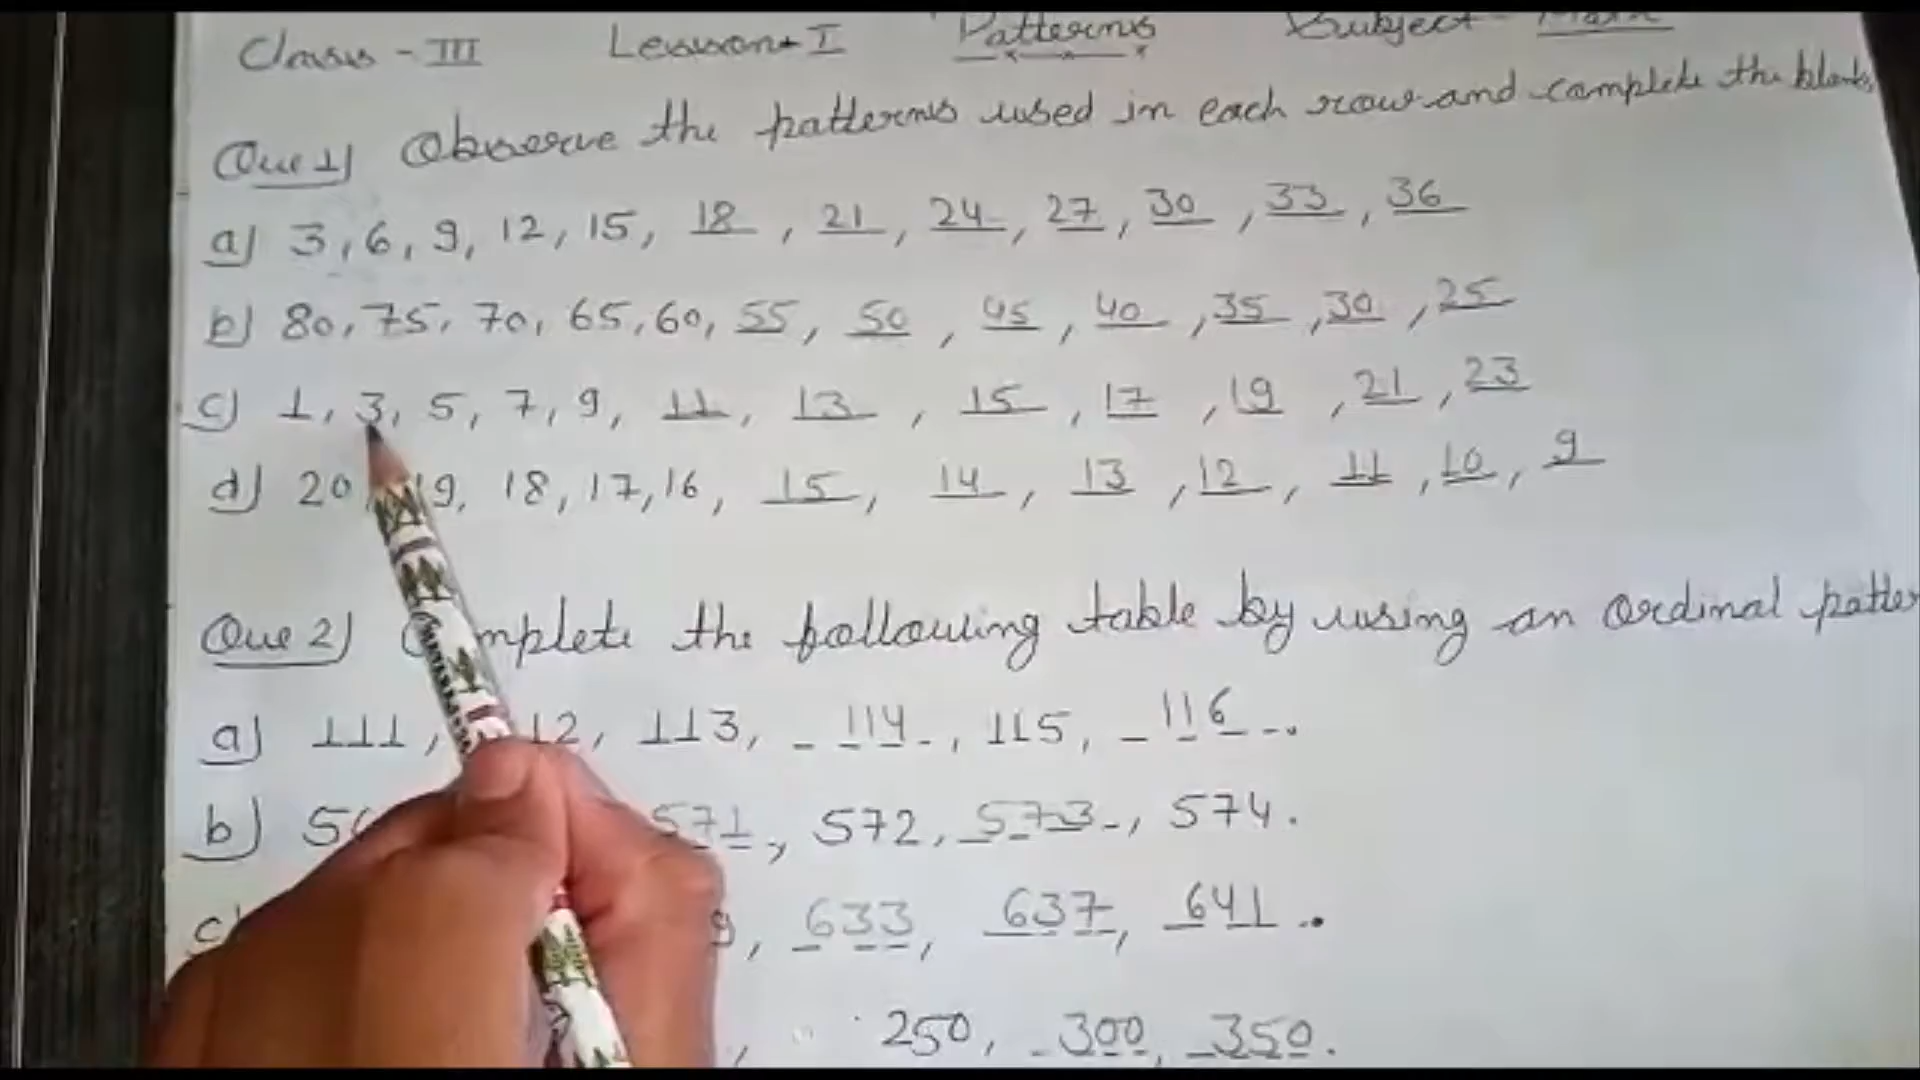 Class - III Lesson - I Patterns Subject - Math
Que 1) Observe the patterns used in each row and complete the blanks
a) 3, 6, 9, 12, 15, 18, 21, 24, 27, 30, 33, 36
b) 80, 75, 70, 65, 60, 55, 50, 45, 40, 35, 30, 25
c) 1, 3, 5, 7, 9, 11, 13, 15, 17, 19, 21, 23
d) 20, 19, 18, 17, 16, 15, 14, 13, 12, 11, 10, 9
Que 2) Complete the following table by using an ordinal
a) 111, 112, 113, 114, 115, 116.
b) 571, 572, 573, 574.
c) 633, 637, 641.
250, 300, 350.